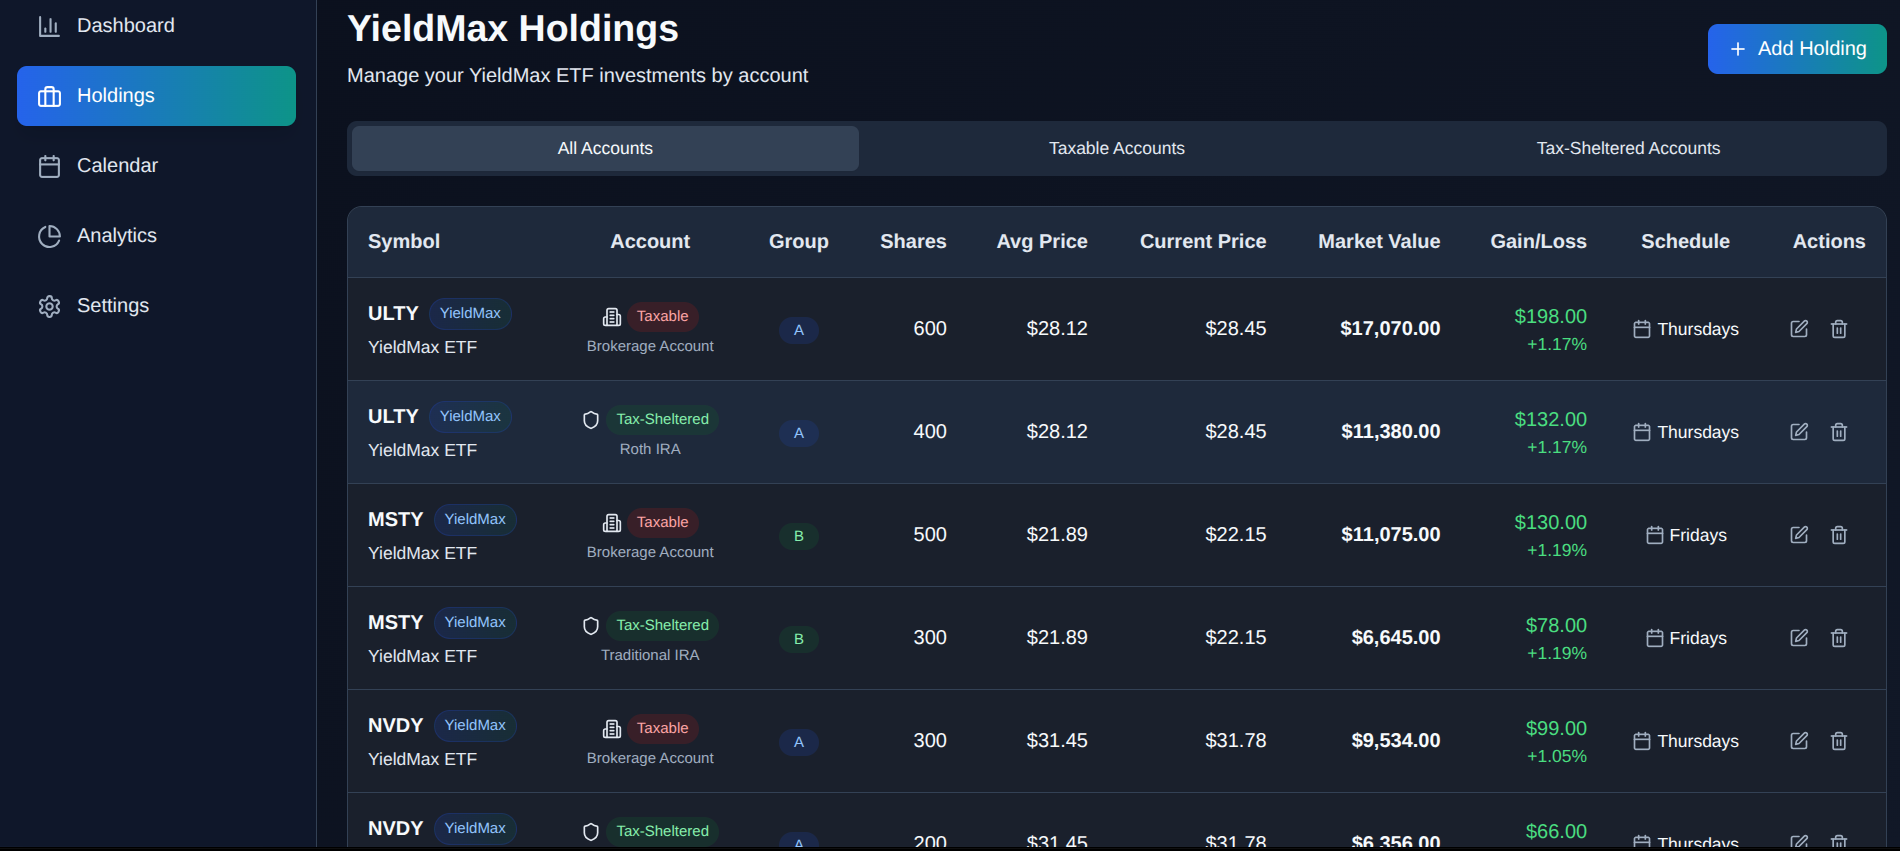 Dashboard
Holdings
Calendar
Analytics
Settings
YieldMax Holdings
Manage your YieldMax ETF investments by account
Add Holding
All Accounts Taxable Accounts Tax-Sheltered Accounts
Symbol Account Group Shares Avg Price Current Price Market Value Gain/Loss Schedule Actions
ULTY YieldMax Taxable A 600 $28.12 $28.45 $17,070.00 $198.00 Thursdays
YieldMax ETF Brokerage Account +1.17%
ULTY YieldMax Tax-Sheltered A 400 $28.12 $28.45 $11,380.00 $132.00 Thursdays
YieldMax ETF Roth IRA +1.17%
MSTY YieldMax Taxable B 500 $21.89 $22.15 $11,075.00 $130.00 Fridays
YieldMax ETF Brokerage Account +1.19%
MSTY YieldMax Tax-Sheltered B 300 $21.89 $22.15 $6,645.00 $78.00 Fridays
YieldMax ETF Traditional IRA +1.19%
NVDY YieldMax Taxable A 300 $31.45 $31.78 $9,534.00 $99.00 Thursdays
YieldMax ETF Brokerage Account +1.05%
NVDY YieldMax Tax-Sheltered A 200 $31.45 $31.78 $6,356.00 $66.00 Thursdays